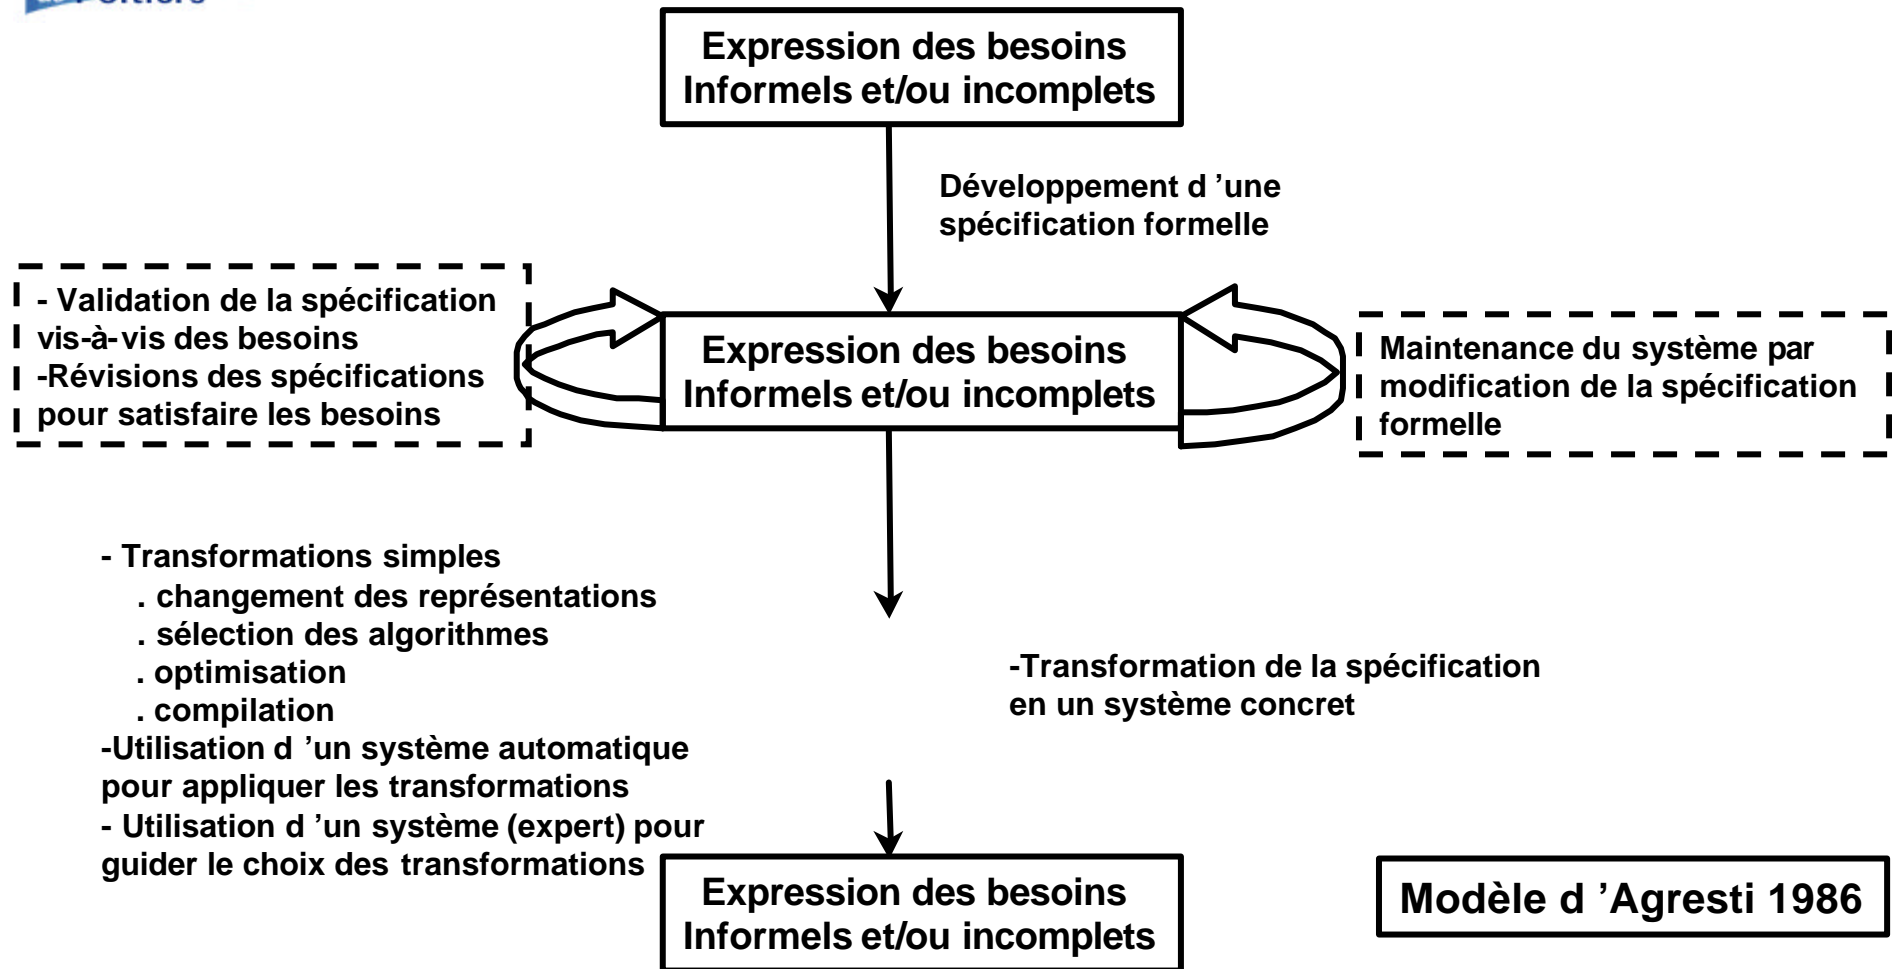 Expression des besoins
Informels et/ou incomplets
Développement d ’une
spécification formelle
- Validation de la spécification
vis-à-vis des besoins
-Révisions des spécifications
pour satisfaire les besoins
Expression des besoins
Informels et/ou incomplets
Maintenance du système par
modification de la spécification
formelle
- Transformations simples
. changement des représentations
. sélection des algorithmes
. optimisation
. compilation
-Utilisation d ’un système automatique
pour appliquer les transformations
- Utilisation d ’un système (expert) pour
guider le choix des transformations
-Transformation de la spécification
en un système concret
Expression des besoins
Informels et/ou incomplets
Modèle d ’Agresti 1986